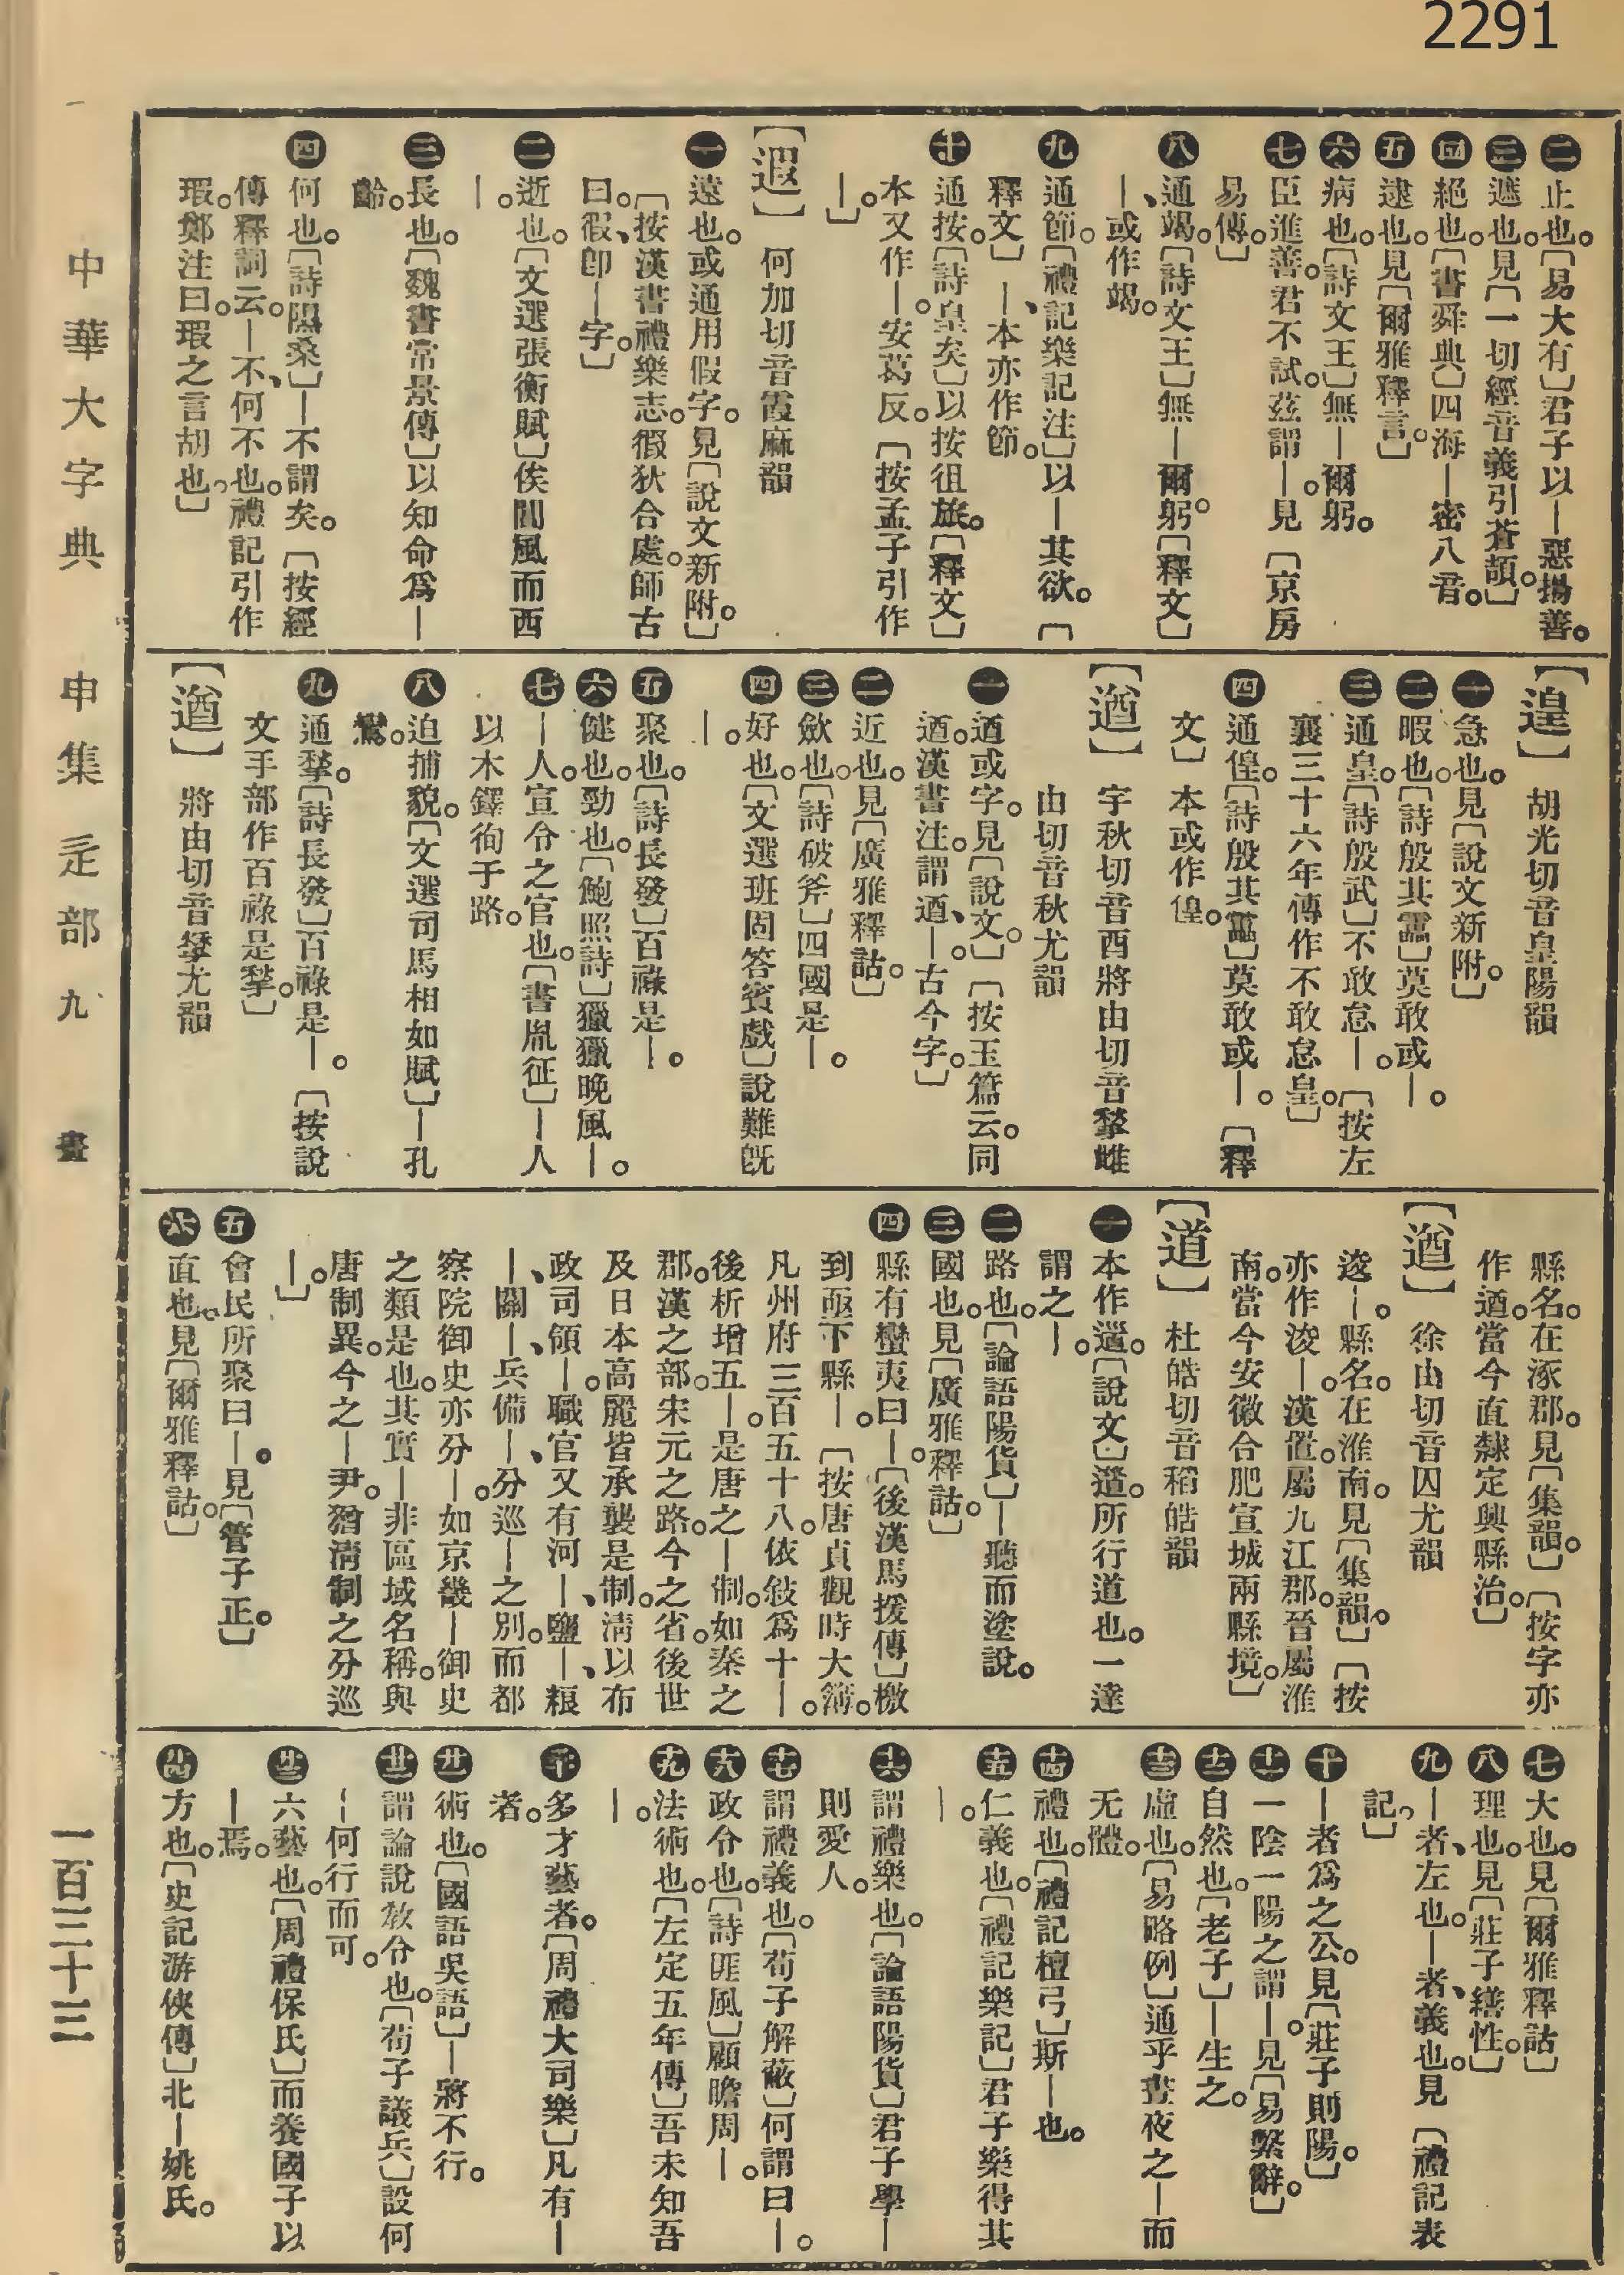 2291
㊁止也。〔易大有〕君子以—惡揚善。
㊂遮也。見〔一切經音義引蒼頡。〕
㊃絕也。〔書舜典〕四海—密八音。
㊄逮也。見〔爾雅釋言。〕
㊅病也。〔詩文王〕無—爾躬。
㊆臣進善。君不試。茲謂—。見〔京房
易傳。〕
㊇通竭。〔詩文王〕無—爾躬。〔釋文〕
—、或作竭。
㊈通節。〔禮記樂記注〕以—其欲。〔
釋文〕—、本亦作節。
㊉通按。〔詩皇矣〕以按徂旅。〔釋文〕
本又作—。安葛反。〔按孟子引作
—。〕
【遐】何加切音霞麻韻
㊀遠也。或通用假字。見〔說文新附。〕
〔按漢書禮樂志。徦狄合處。師古
曰。徦、卽—字。〕
㊁逝也。〔文選張衡賦〕俟閶風而西
—。
㊂長也。〔魏書常景傳〕以知命爲—
齡。
㊃何也。〔詩隰桑〕—不謂矣。〔按經
傳釋詞云。—不、何不也。禮記引作
瑕。鄭注曰。瑕之言胡也。〕
【遑】胡光切音皇陽韻
㊀急也。見〔說文新附。〕
㊁暇也。〔詩殷其靁〕莫敢或—。
㊂通皇。〔詩殷武〕不敢怠—。〔按左
襄三十六年傳作不敢怠皇。〕
㊃通偟。〔詩殷其靁〕莫敢或—。〔釋
文〕本或作偟。
【遒】字秋切音酉將由切音揫雌
由切音秋尤韻
㊀逎或字。見〔說文。〕〔按玉篇云。同
逎。漢書注。謂逎、—。古今字。〕
㊁近也。見〔廣雅釋詁。〕
㊂歛也。〔詩破斧〕四國是—。
㊃好也。〔文選班固答賓戲〕說難旣
—。
㊄聚也。〔詩長發〕百祿是—。
㊅健也。勁也。〔鮑照詩〕獵獵晚風—。
㊆—人。宣令之官也。〔書胤征〕—人
以木鐸徇于路。
㊇追捕貌。〔文選司馬相如賦〕—孔
鸞。
㊈通揫。〔詩長發〕百祿是—。〔按說
文手部作百祿是揫。〕
【遒】將由切音揫尤韻
縣名。在涿郡。見〔集韻。〕〔按字亦
作逎。當今直隸定興縣治。〕
【遒】徐由切音囚尤韻
逡—。縣名。在淮南。見〔集韻。〕〔按
亦作浚—。漢置。屬九江郡。晉屬淮
南。當今安徽合肥宣城兩縣境。〕
【道】杜皓切音稻皓韻
㊀本作𨕥。〔說文〕𨕥。所行道也。一達
謂之—。
㊁路也。〔論語陽貨〕—聽而塗說。
㊂國也。見〔廣雅釋詁。〕
㊃縣有蠻夷曰—。〔後漢馬援傳〕檄
到亟下縣—。〔按唐貞觀時大簿。
凡州府三百五十八。依敍爲十—。
後析增五—。是唐之—制。如秦之
郡。漢之部。宋元之路。今之省。後世
及日本高麗皆承襲是制。淸以布
政司領—。職官又有河—、鹽—、糧
—、關—、兵備—、分巡—之別。而都
察院御史亦分—。如京畿—御史
之類是也。其實—非區域名稱。與
唐制異。今之—尹。猶淸制之分巡
—。〕
㊄會民所聚曰—。見〔管子正。〕
㊅直也。見〔爾雅釋詁。〕
㊆大也。見〔爾雅釋詁〕
㊇理也。見〔莊子繕性。〕
㊈—者、左也。—者、義也。見〔禮記表
記。〕
㊉—者爲之公。見〔莊子則陽。〕
十一 一陰一陽之謂—。見〔易繫辭。〕
十二 自然也。〔老子〕—生之。
十三 虛也。〔易略例〕通乎晝夜之—而
无體。
十四 禮也。〔禮記檀弓〕斯—也。
十五 仁義也。〔禮記樂記〕君子樂得其
—。
十六 謂禮樂也。〔論語陽貨〕君子學—
則愛人。
十七 謂禮義也。〔荀子解蔽〕何謂曰—。
十八 政令也。〔詩匪風〕顧瞻周—。
十九 法術也。〔左定五年傳〕吾未知吾
—。
二十 多才藝者。〔周禮大司樂〕凡有—
者。
廿一 術也。〔國語吳語〕—將不行。
廿二 謂論說敎令也。〔荀子議兵〕設何
—何行而可。
廿三 六藝也。〔周禮保氏〕而養國子以
—焉。
廿四 方也。〔史記游俠傳〕北—姚氏。
中華大字典 申集 辵部 九畫 一百三十三